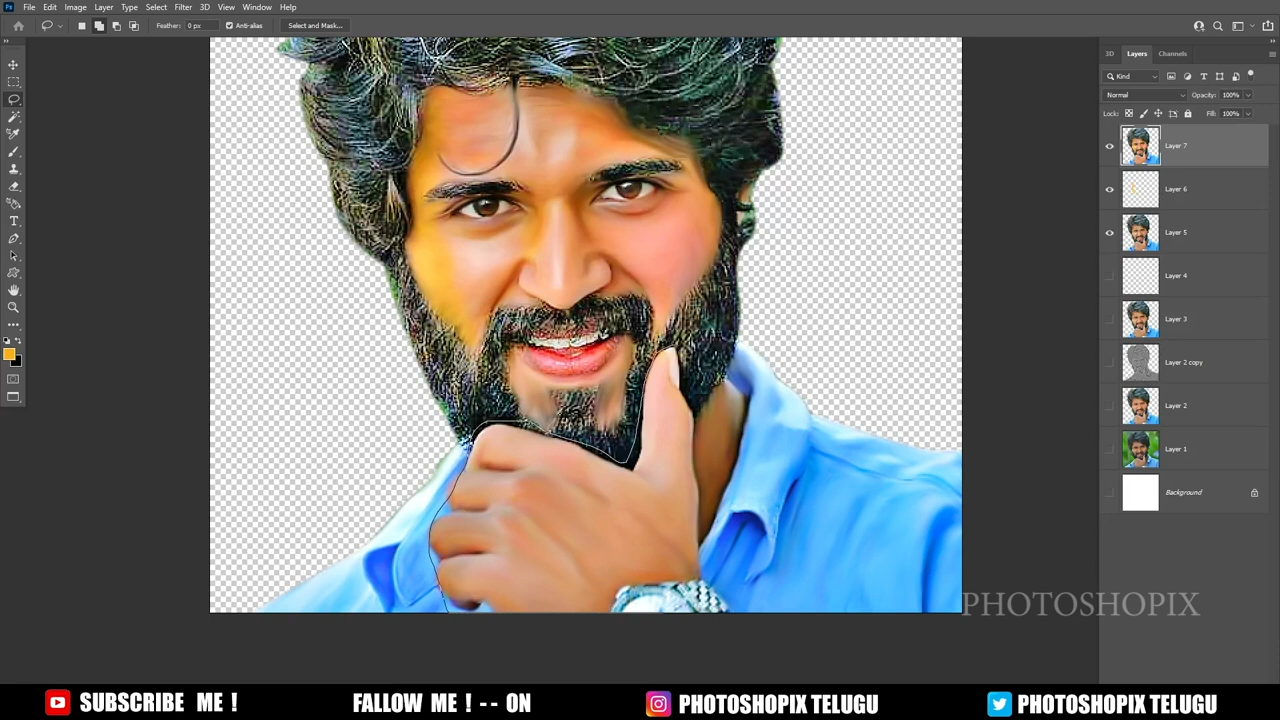 Ps File Edit Image Layer Type Select Filter 3D View Window Help
Feather: 0 px Anti-alias Select and Mask...
3D Layers Channels
Kind
Normal Opacity: 100%
Lock: Fill: 100%
Layer 7
Layer 6
Layer 5
Layer 4
Layer 3
Layer 2 copy
Layer 2
Layer 1
Background
PHOTOSHOPIX
SUBSCRIBE ME ! FALLOW ME ! -- ON PHOTOSHOPIX TELUGU PHOTOSHOPIX TELUGU